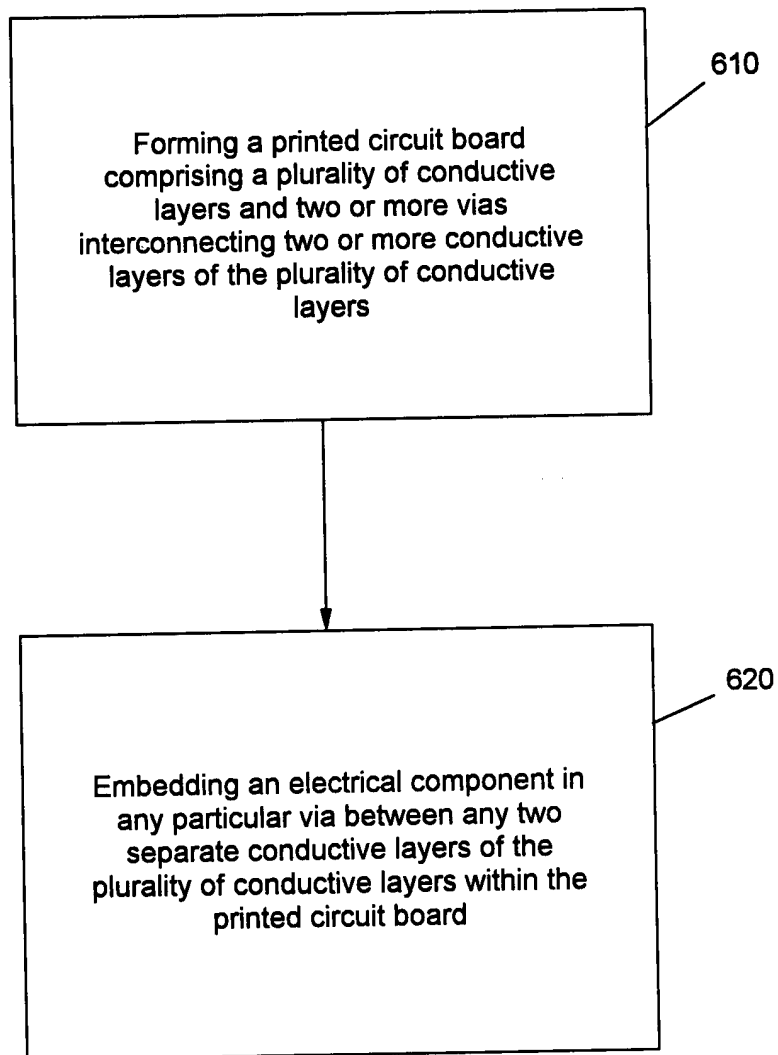 610
Forming a printed circuit board
comprising a plurality of conductive
layers and two or more vias
interconnecting two or more conductive
layers of the plurality of conductive
layers
620
Embedding an electrical component in
any particular via between any two
separate conductive layers of the
plurality of conductive layers within the
printed circuit board